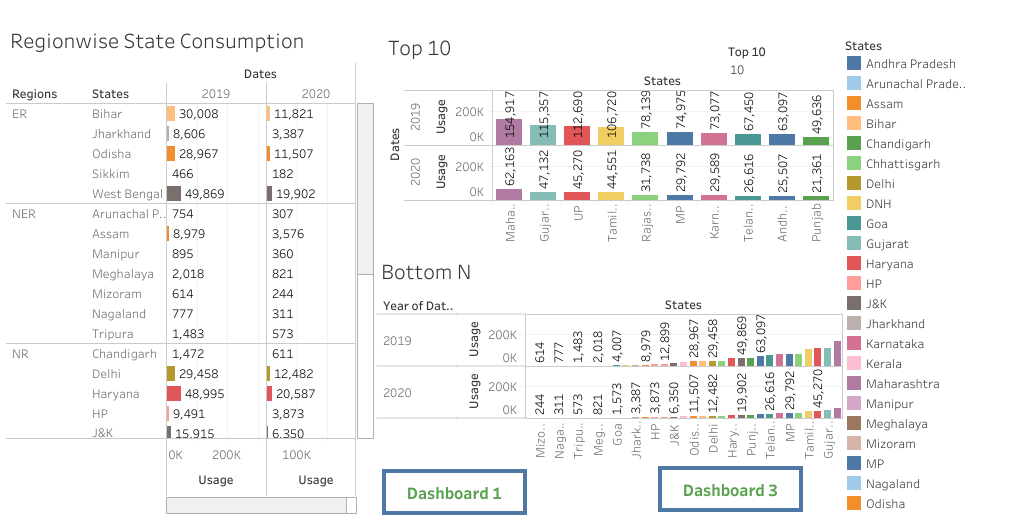 Regionwise State Consumption
Dates
Regions States 2019 2020
ER Bihar 30,008 11,821
Jharkhand 8,606 3,387
Odisha 28,967 11,507
Sikkim 466 182
West Bengal 49,869 19,902
NER Arunachal P.. 754 307
Assam 8,979 3,576
Manipur 895 360
Meghalaya 2,018 821
Mizoram 614 244
Nagaland 777 311
Tripura 1,483 573
NR Chandigarh 1,472 611
Delhi 29,458 12,482
Haryana 48,995 20,587
HP 9,491 3,873
J&K 15,915 6,350
0K 200K 100K
Usage Usage
Top 10
Top 10
10
States
Dates
2019 Usage 200K 0K
154,917 115,357 112,690 106,720 78,139 74,975 73,077 67,450 63,097 49,636
2020 Usage 200K 0K
62,163 47,132 45,270 44,551 31,738 29,792 29,589 26,616 25,507 21,361
Maha.. Gujar.. UP Tamil.. Rajas.. MP Karn.. Telan.. Andh.. Punjab
Bottom N
Year of Dat.. States
2019 Usage 200K 0K
614 777 1,483 2,018 4,007 8,979 12,899 28,967 29,458 49,869 63,097
2020 Usage 200K 0K
244 311 573 821 1,573 3,387 3,873 6,350 11,507 12,482 19,902 26,616 29,792 45,270
Mizo.. Naga.. Tripu.. Meg.. Goa Jhark.. HP J&K Odis.. Delhi Hary.. Punj.. Telan.. MP Tamil.. Gujar..
Dashboard 1
Dashboard 3
States
Andhra Pradesh
Arunachal Prade..
Assam
Bihar
Chandigarh
Chhattisgarh
Delhi
DNH
Goa
Gujarat
Haryana
HP
J&K
Jharkhand
Karnataka
Kerala
Maharashtra
Manipur
Meghalaya
Mizoram
MP
Nagaland
Odisha